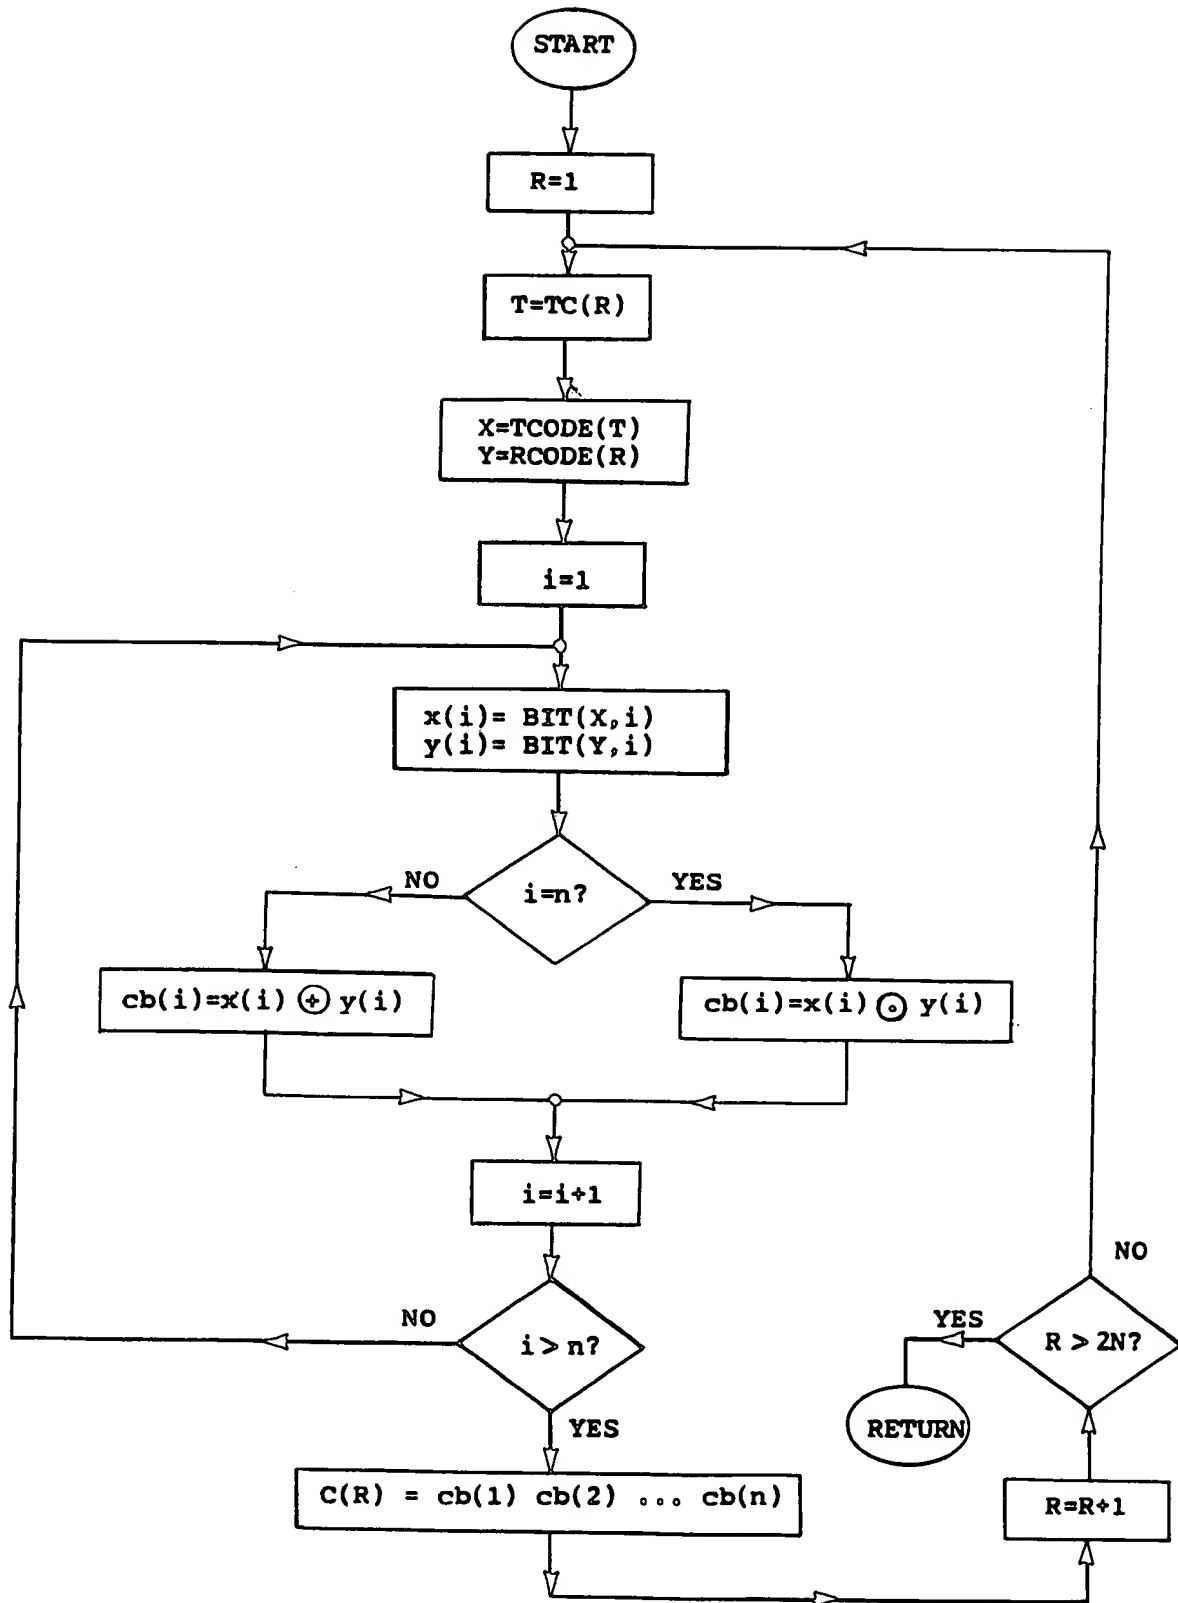 START
R=1
T=TC(R)
X=TCODE(T)
Y=RCODE(R)
i=1
x(i)= BIT(X,i)
y(i)= BIT(Y,i)
NO
i=n?
YES
cb(i)=x(i) ⊕ y(i)
cb(i)=x(i) ⊙ y(i)
i=i+1
NO
i > n?
YES
NO
YES
R > 2N?
RETURN
C(R) = cb(1) cb(2) ... cb(n)
R=R+1